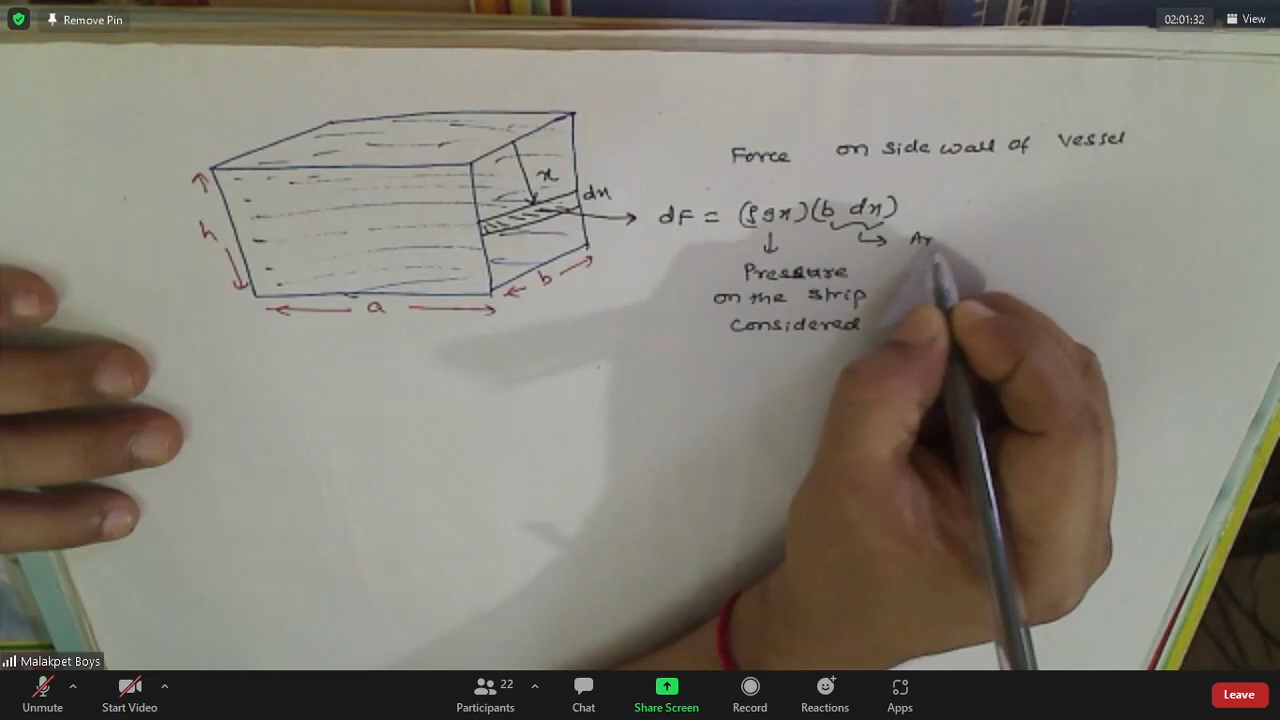 Remove Pin
02:01:32
View
Force on side wall of vessel
x
dx
dF = (ρgx)(b dx)
h
Ar
Pressure
on the strip
considered
b
a
Malakpet Boys
22
Unmute
Start Video
Participants
Chat
Share Screen
Record
Reactions
Apps
Leave